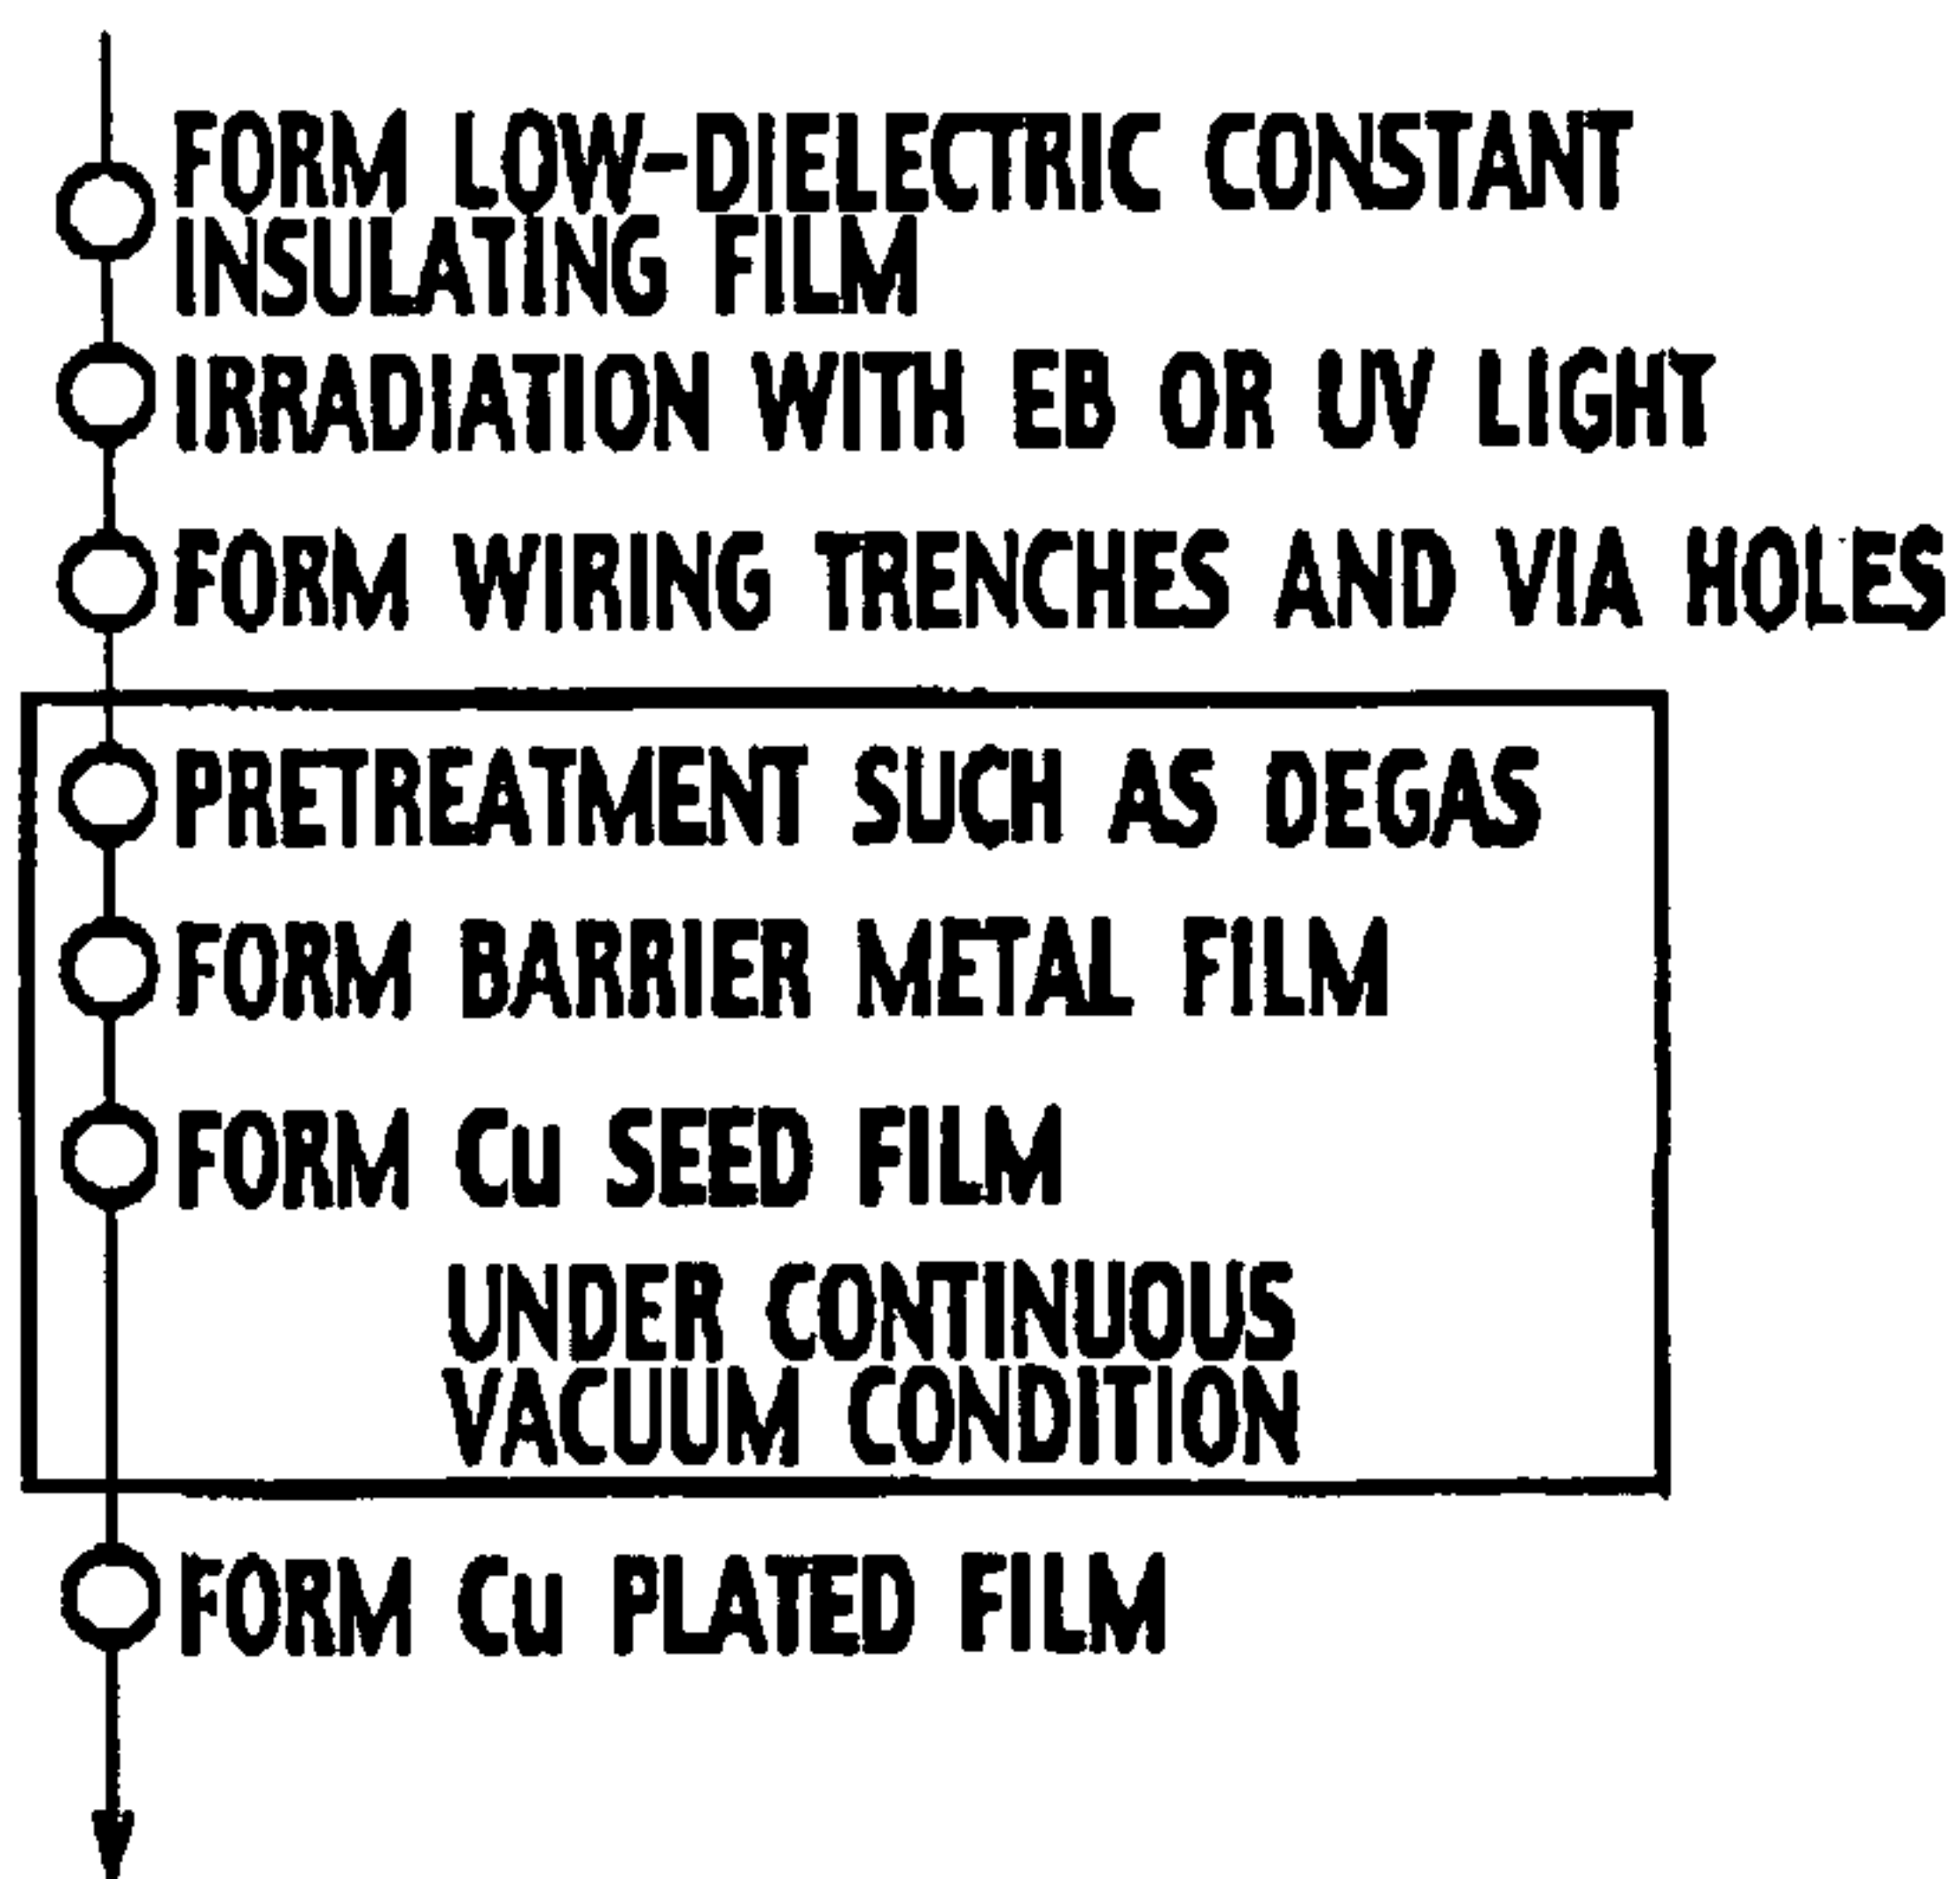 FORM LOW-DIELECTRIC CONSTANT
INSULATING FILM
IRRADIATION WITH EB OR UV LIGHT
FORM WIRING TRENCHES AND VIA HOLES
PRETREATMENT SUCH AS DEGAS
FORM BARRIER METAL FILM
FORM Cu SEED FILM
UNDER CONTINUOUS
VACUUM CONDITION
FORM Cu PLATED FILM